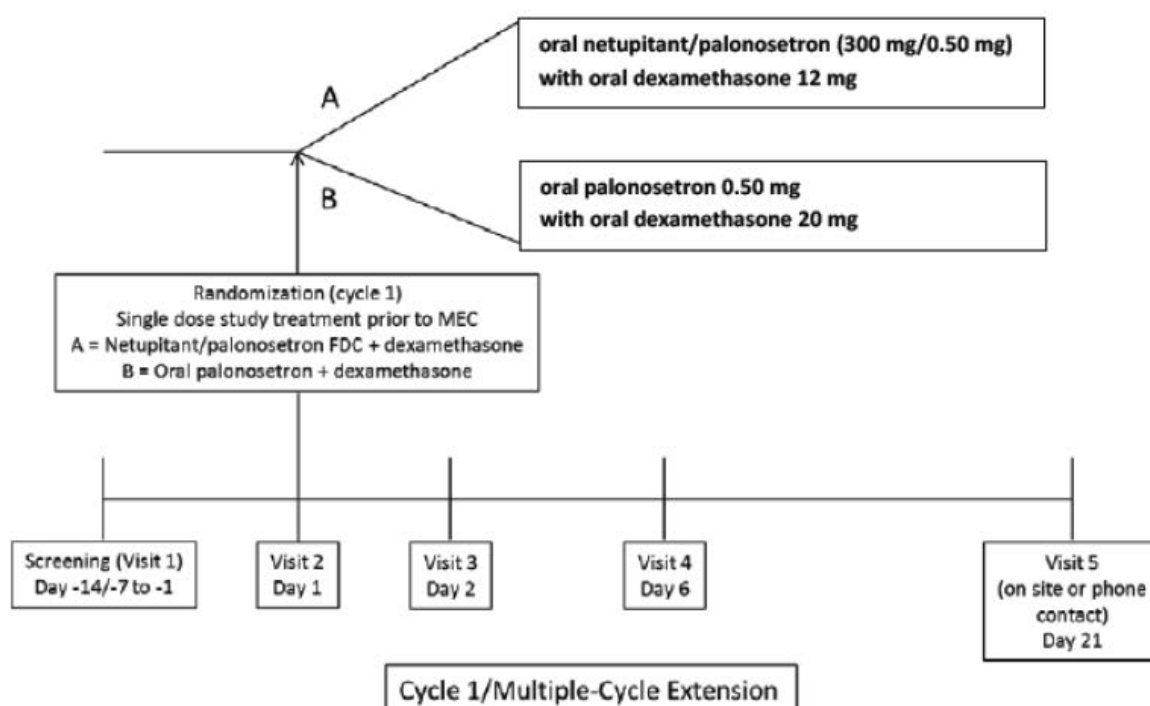 oral netupitant/palonosetron (300 mg/0.50 mg)
with oral dexamethasone 12 mg
A
oral palonosetron 0.50 mg
with oral dexamethasone 20 mg
B
Randomization (cycle 1)
Single dose study treatment prior to MEC
A = Netupitant/palonosetron FDC + dexamethasone
B = Oral palonosetron + dexamethasone
Screening (Visit 1)
Day -14/-7 to -1
Visit 2
Day 1
Visit 3
Day 2
Visit 4
Day 6
Visit 5
(on site or phone
contact)
Day 21
Cycle 1/Multiple-Cycle Extension